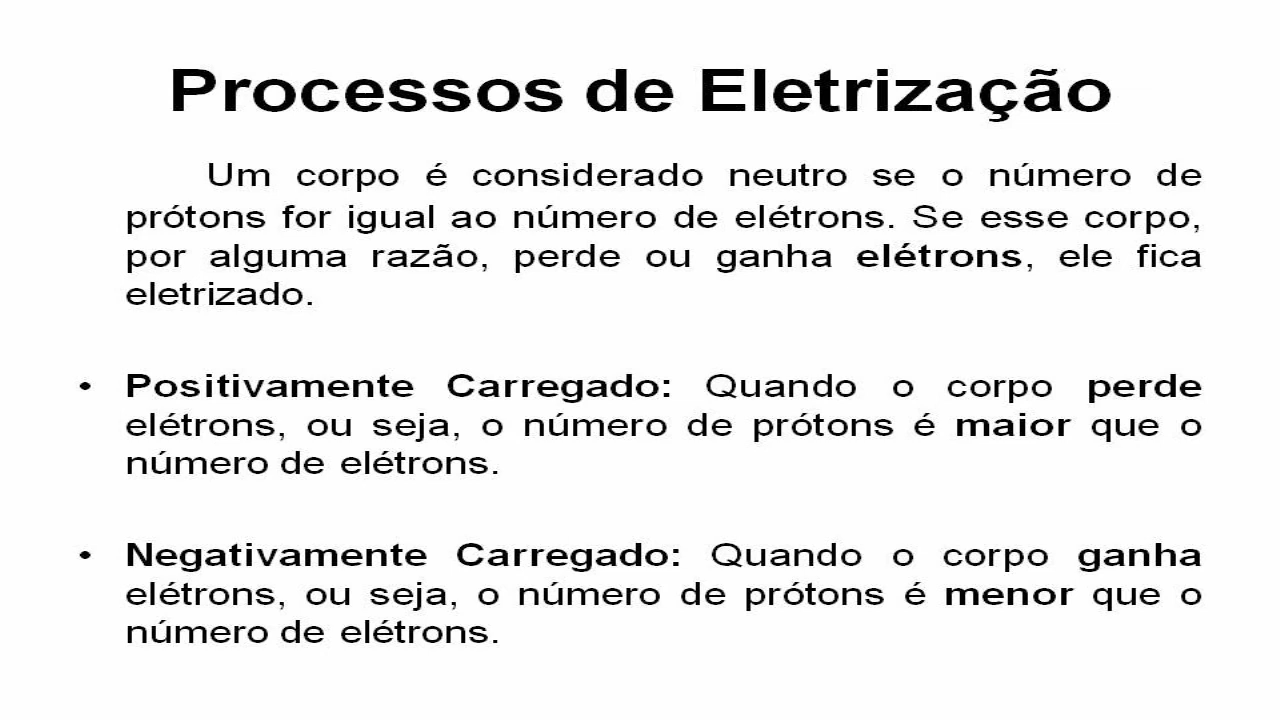 Processos de Eletrização
Um corpo é considerado neutro se o número de
prótons for igual ao número de elétrons. Se esse corpo,
por alguma razão, perde ou ganha elétrons, ele fica
eletrizado.
• Positivamente Carregado: Quando o corpo perde
elétrons, ou seja, o número de prótons é maior que o
número de elétrons.
• Negativamente Carregado: Quando o corpo ganha
elétrons, ou seja, o número de prótons é menor que o
número de elétrons.